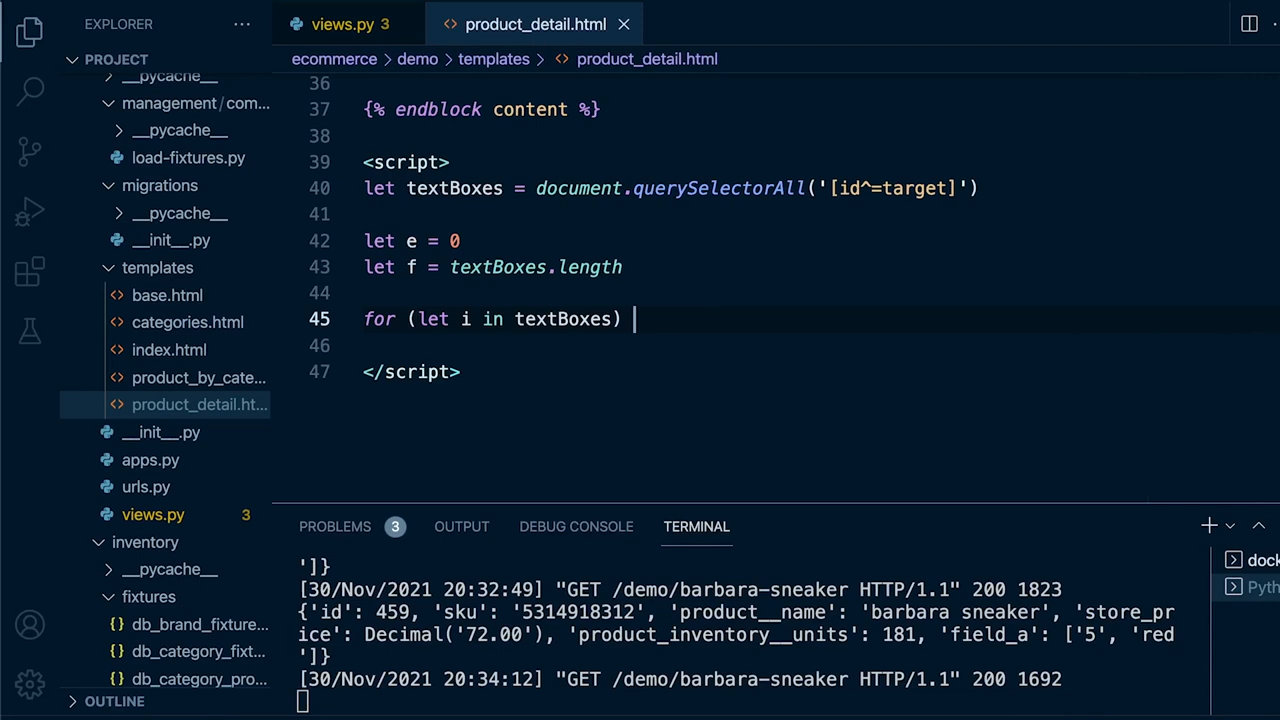 EXPLORER
PROJECT
__pycache__
management/com...
__pycache__
load-fixtures.py
migrations
__pycache__
__init__.py
templates
base.html
categories.html
index.html
product_by_cate...
product_detail.ht...
__init__.py
apps.py
urls.py
views.py 3
inventory
__pycache__
fixtures
db_brand_fixture...
db_category_fixt...
db_category_pro...
OUTLINE
views.py 3 product_detail.html
ecommerce > demo > templates > product_detail.html
36
37 {% endblock content %}
38
39 <script>
40 let textBoxes = document.querySelectorAll('[id^=target]')
41
42 let e = 0
43 let f = textBoxes.length
44
45 for (let i in textBoxes)
46
47 </script>
PROBLEMS 3 OUTPUT DEBUG CONSOLE TERMINAL
']}
[30/Nov/2021 20:32:49] "GET /demo/barbara-sneaker HTTP/1.1" 200 1823
{'id': 459, 'sku': '5314918312', 'product__name': 'barbara sneaker', 'store_pr
ice': Decimal('72.00'), 'product_inventory__units': 181, 'field_a': ['5', 'red
']}
[30/Nov/2021 20:34:12] "GET /demo/barbara-sneaker HTTP/1.1" 200 1692
dock
Pyth